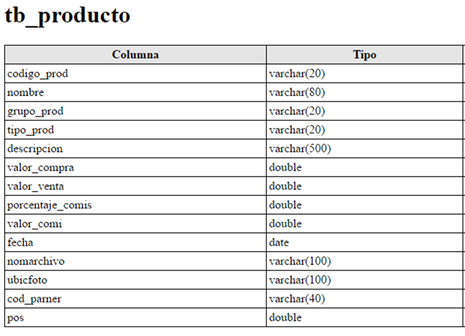 tb_producto
Columna Tipo
codigo_prod varchar(20)
nombre varchar(80)
grupo_prod varchar(20)
tipo_prod varchar(20)
descripcion varchar(500)
valor_compra double
valor_venta double
porcentaje_comis double
valor_comi double
fecha date
nomarchivo varchar(100)
ubicfoto varchar(100)
cod_parner varchar(40)
pos double